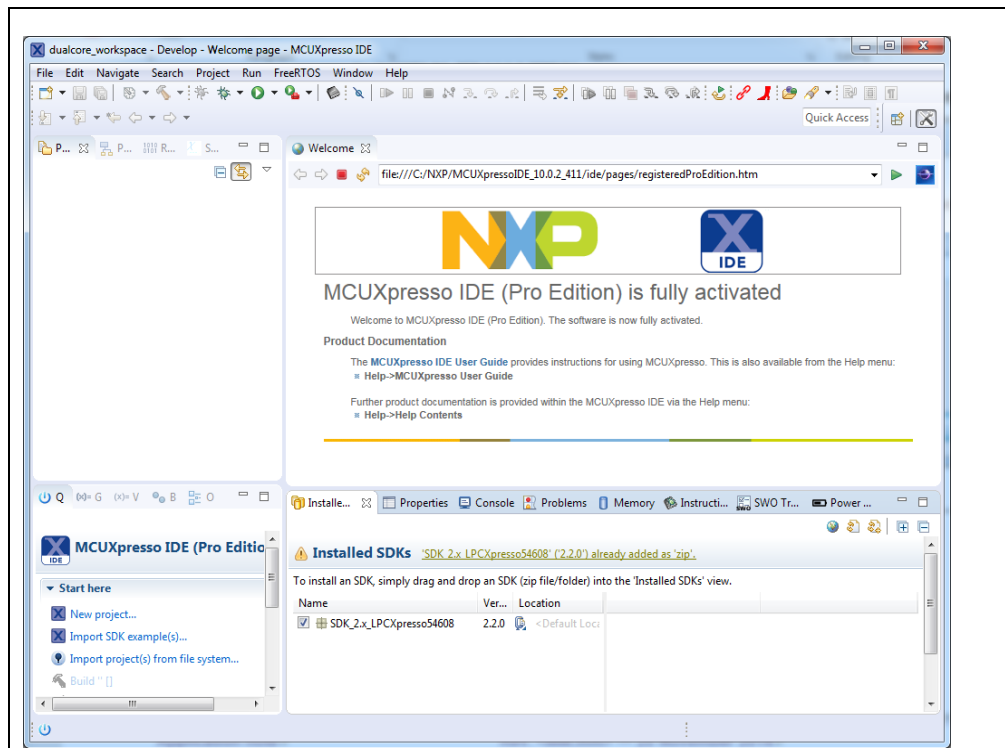 dualcore_workspace - Develop - Welcome page - MCUXpresso IDE
File Edit Navigate Search Project Run FreeRTOS Window Help
Quick Access
P... P... R... S...
Welcome
file:///C:/NXP/MCUXpressoIDE_10.0.2_411/ide/pages/registeredProEdition.htm
NXP
IDE
MCUXpresso IDE (Pro Edition) is fully activated
Welcome to MCUXpresso IDE (Pro Edition). The software is now fully activated.
Product Documentation
The MCUXpresso IDE User Guide provides instructions for using MCUXpresso. This is also available from the Help menu:
Help->MCUXpresso User Guide
Further product documentation is provided within the MCUXpresso IDE via the Help menu:
Help->Help Contents
Q (x)= G (x)= V B O
IDE
MCUXpresso IDE (Pro Editio
Start here
New project...
Import SDK example(s)...
Import project(s) from file system...
Build '' []
Installe... Properties Console Problems Memory Instructi... SWO Tr... Power ...
Installed SDKs 'SDK_2.x_LPCXpresso54608' ('2.2.0') already added as 'zip'.
To install an SDK, simply drag and drop an SDK (zip file/folder) into the 'Installed SDKs' view.
Name Ver... Location
SDK_2.x_LPCXpresso54608 2.2.0 <Default Loca